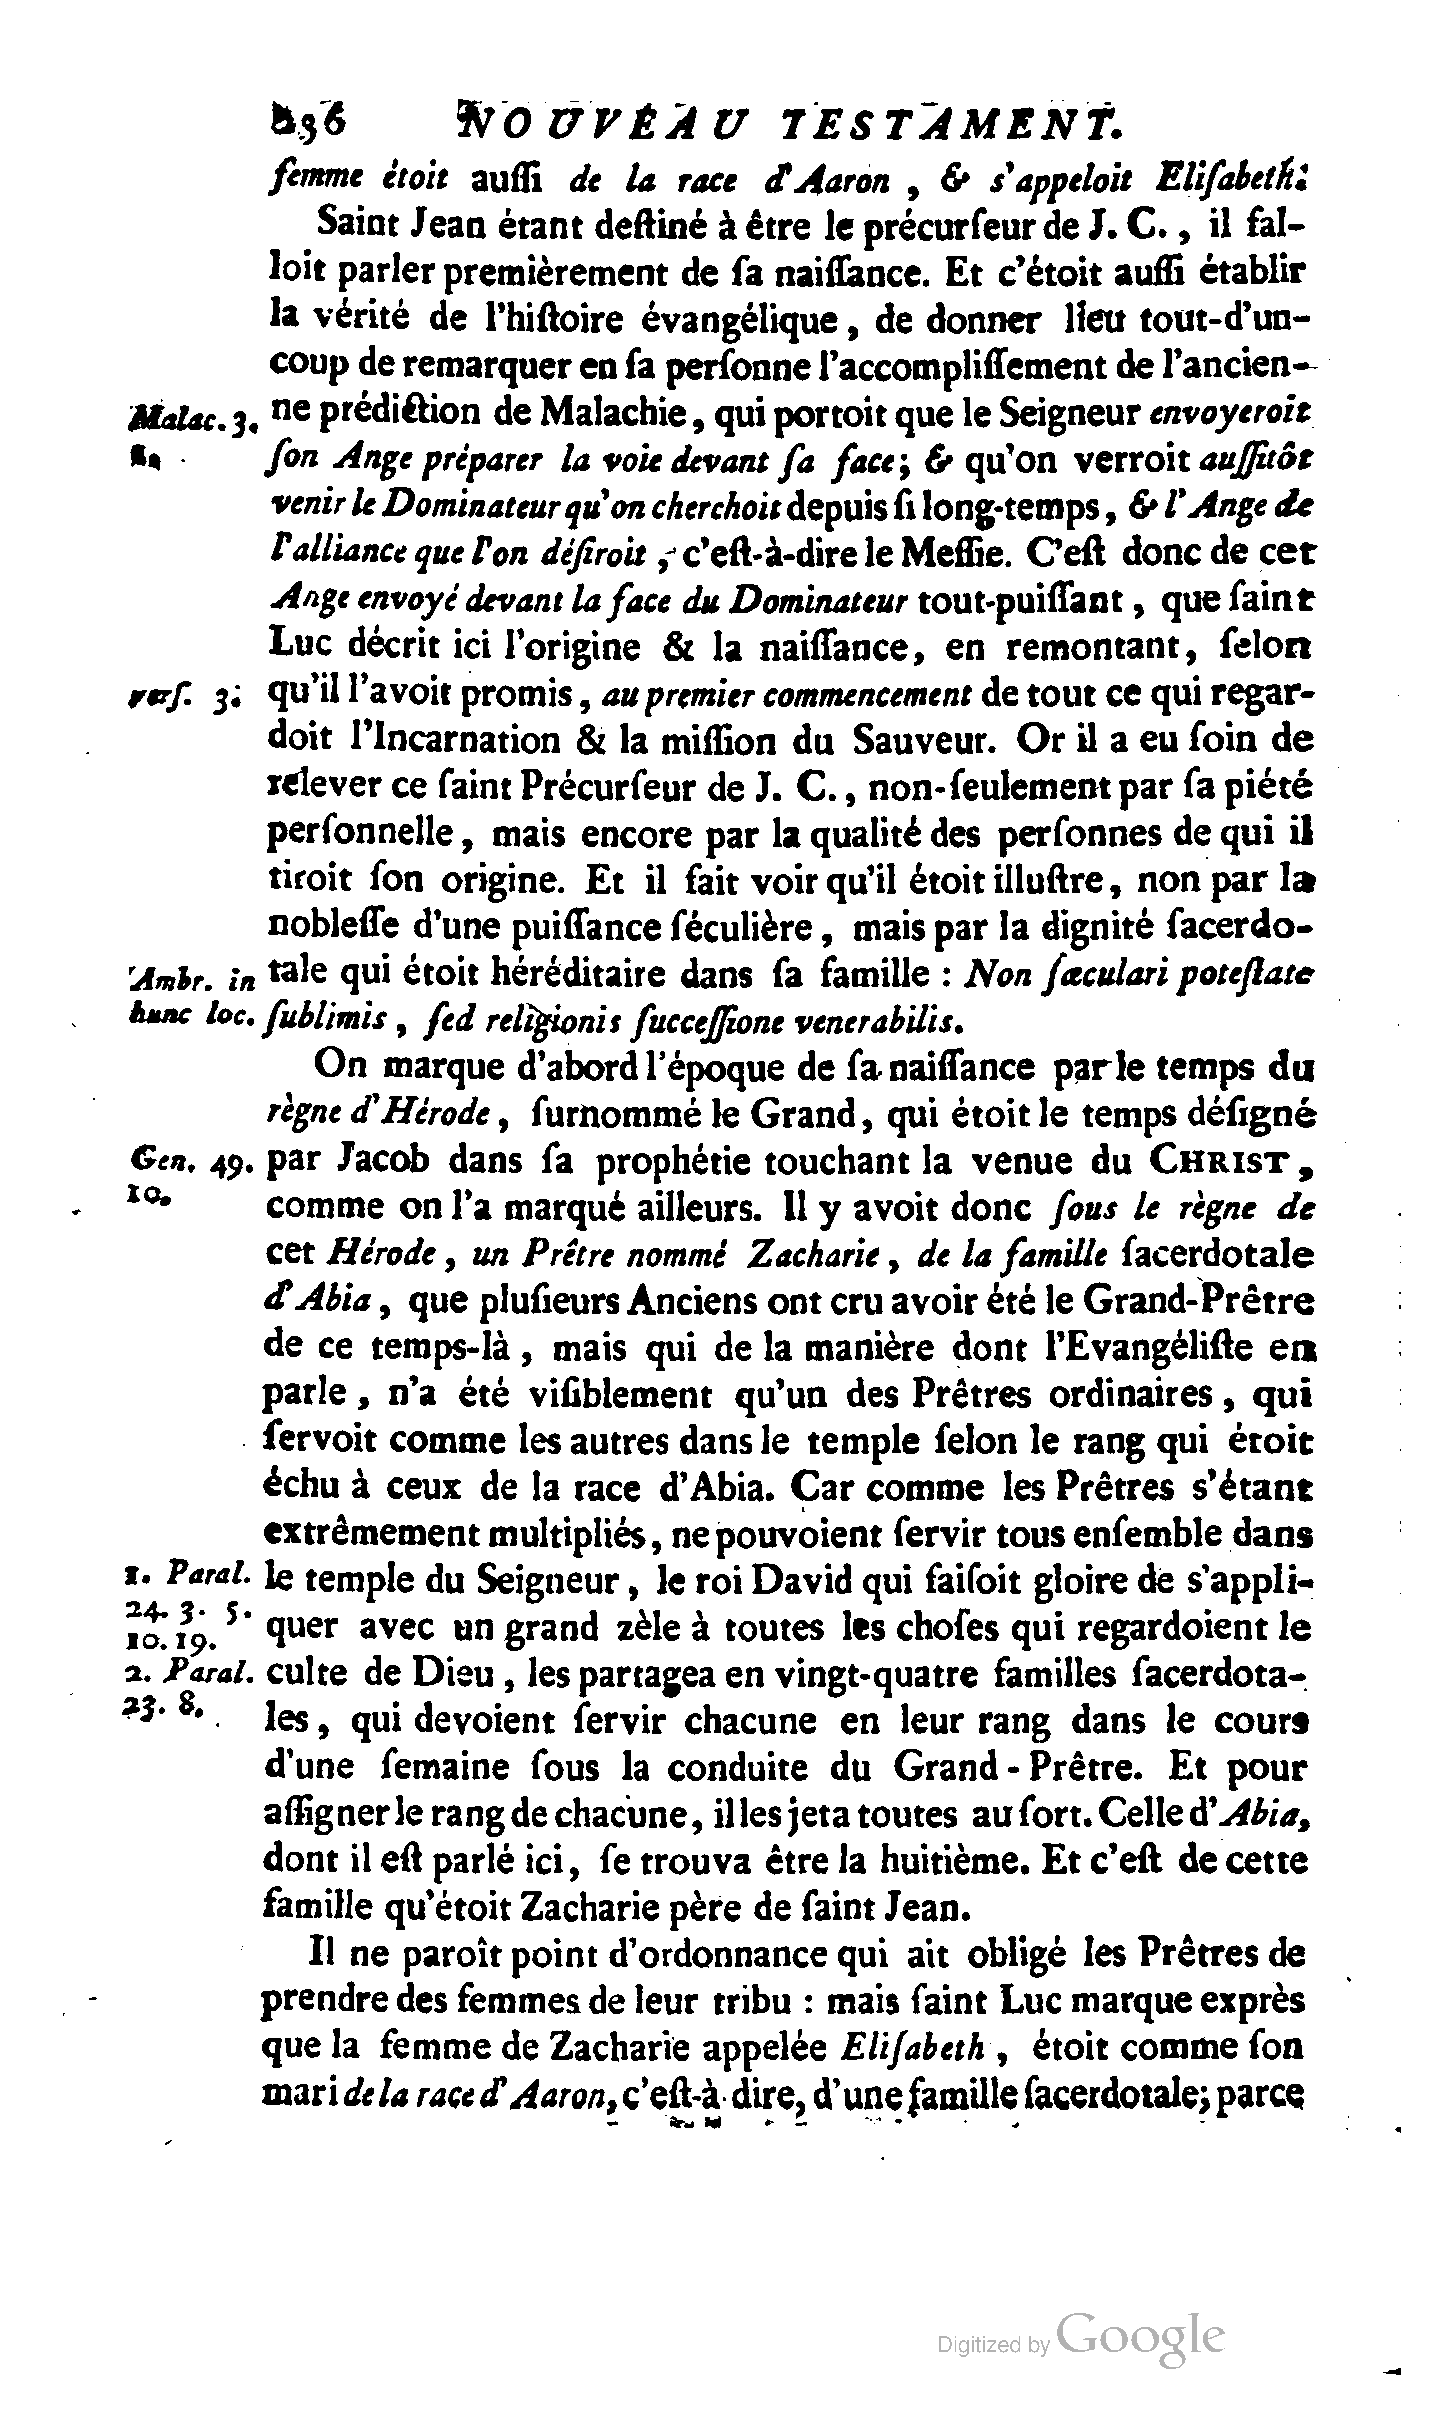 236 NOUVEAU TESTAMENT.
femme étoit auſſi de la race d'Aaron, & s'appeloit Eliſabeth:
Saint Jean étant deſtiné à être le précurſeur de J. C., il fal-
loit parler premièrement de ſa naiſſance. Et c'étoit auſſi établir
la vérité de l'hiſtoire évangélique, de donner lieu tout-d'un-
coup de remarquer en ſa perſonne l'accompliſſement de l'ancien-
Malac. 3. ne prédiction de Malachie, qui portoit que le Seigneur envoyeroit
ſon Ange préparer la voie devant ſa face; & qu'on verroit auſſitôt
venir le Dominateur qu'on cherchoit depuis ſi long-temps, & l'Ange de
l'alliance que l'on déſiroit, c'eſt-à-dire le Meſſie. C'eſt donc de cet
Ange envoyé devant la face du Dominateur tout-puiſſant, que ſaint
Luc décrit ici l'origine & la naiſſance, en remontant, ſelon
verſ. 3. qu'il l'avoit promis, au premier commencement de tout ce qui regar-
doit l'Incarnation & la miſſion du Sauveur. Or il a eu ſoin de
relever ce ſaint Précurſeur de J. C., non-ſeulement par ſa piété
perſonnelle, mais encore par la qualité des perſonnes de qui il
tiroit ſon origine. Et il fait voir qu'il étoit illuſtre, non par la
nobleſſe d'une puiſſance ſéculière, mais par la dignité ſacerdo-
Ambr. in tale qui étoit héréditaire dans ſa famille : Non ſæculari poteſtate
hunc loc. ſublimis, ſed religionis ſucceſſione venerabilis.
On marque d'abord l'époque de ſa naiſſance par le temps du
règne d'Hérode, ſurnommé le Grand, qui étoit le temps déſigné
Gen. 49. par Jacob dans ſa prophétie touchant la venue du CHRIST,
10. comme on l'a marqué ailleurs. Il y avoit donc ſous le règne de
cet Hérode, un Prêtre nommé Zacharie, de la famille ſacerdotale
d'Abia, que pluſieurs Anciens ont cru avoir été le Grand-Prêtre
de ce temps-là, mais qui de la manière dont l'Evangéliſte en
parle, n'a été viſiblement qu'un des Prêtres ordinaires, qui
ſervoit comme les autres dans le temple ſelon le rang qui étoit
échu à ceux de la race d'Abia. Car comme les Prêtres s'étant
extrêmement multipliés, ne pouvoient ſervir tous enſemble dans
1. Paral. le temple du Seigneur, le roi David qui faiſoit gloire de s'appli-
24. 3. 5.
10. 19. quer avec un grand zèle à toutes les choſes qui regardoient le
2. Paral. culte de Dieu, les partagea en vingt-quatre familles ſacerdota-
23. 8. les, qui devoient ſervir chacune en leur rang dans le cours
d'une ſemaine ſous la conduite du Grand-Prêtre. Et pour
aſſigner le rang de chacune, il les jeta toutes au ſort. Celle d'Abia,
dont il eſt parlé ici, ſe trouva être la huitième. Et c'eſt de cette
famille qu'étoit Zacharie père de ſaint Jean.
Il ne paroît point d'ordonnance qui ait obligé les Prêtres de
prendre des femmes de leur tribu : mais ſaint Luc marque exprès
que la femme de Zacharie appelée Eliſabeth, étoit comme ſon
mari de la race d'Aaron, c'eſt-à-dire, d'une famille ſacerdotale; parce
Digitized by Google